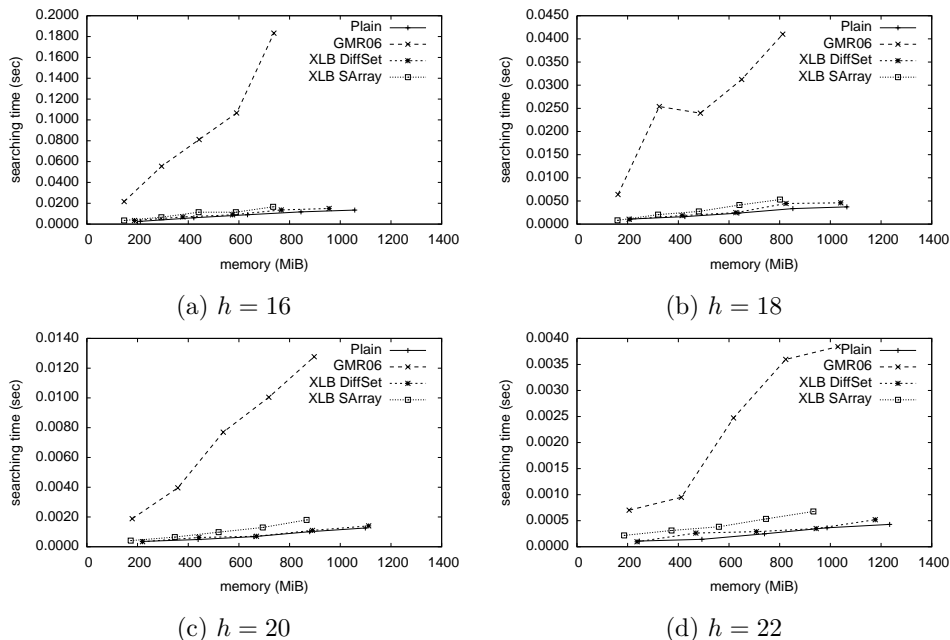 Plain
GMR06
XLB DiffSet
XLB SArray
searching time (sec)
0.2000
0.1800
0.1600
0.1400
0.1200
0.1000
0.0800
0.0600
0.0400
0.0200
0.0000
0 200 400 600 800 1000 1200 1400
memory (MiB)
(a) h = 16
Plain
GMR06
XLB DiffSet
XLB SArray
searching time (sec)
0.0450
0.0400
0.0350
0.0300
0.0250
0.0200
0.0150
0.0100
0.0050
0.0000
0 200 400 600 800 1000 1200 1400
memory (MiB)
(b) h = 18
Plain
GMR06
XLB DiffSet
XLB SArray
searching time (sec)
0.0140
0.0120
0.0100
0.0080
0.0060
0.0040
0.0020
0.0000
0 200 400 600 800 1000 1200 1400
memory (MiB)
(c) h = 20
Plain
GMR06
XLB DiffSet
XLB SArray
searching time (sec)
0.0040
0.0035
0.0030
0.0025
0.0020
0.0015
0.0010
0.0005
0.0000
0 200 400 600 800 1000 1200 1400
memory (MiB)
(d) h = 22